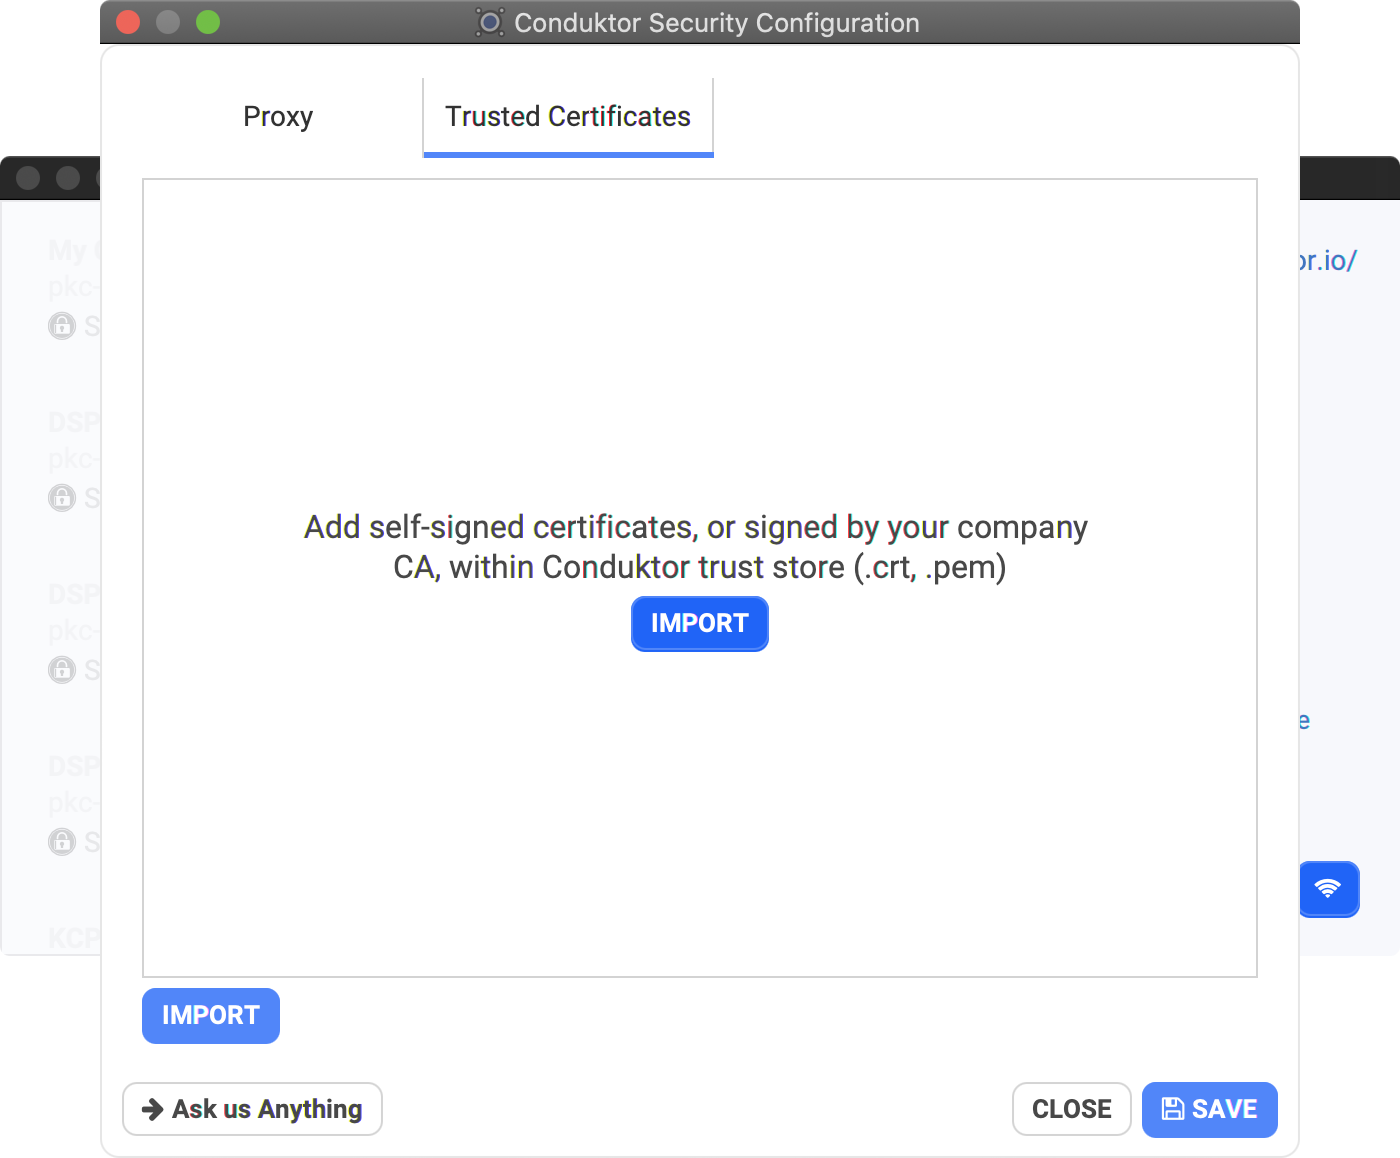 Conduktor Security Configuration
Proxy
Trusted Certificates
My
pkc-
S
DSP
pkc-
S
DSP
pkc-
S
DSP
pkc-
S
KCP
or.io/
e
Add self-signed certificates, or signed by your company
CA, within Conduktor trust store (.crt, .pem)
IMPORT
IMPORT
Ask us Anything
CLOSE
SAVE